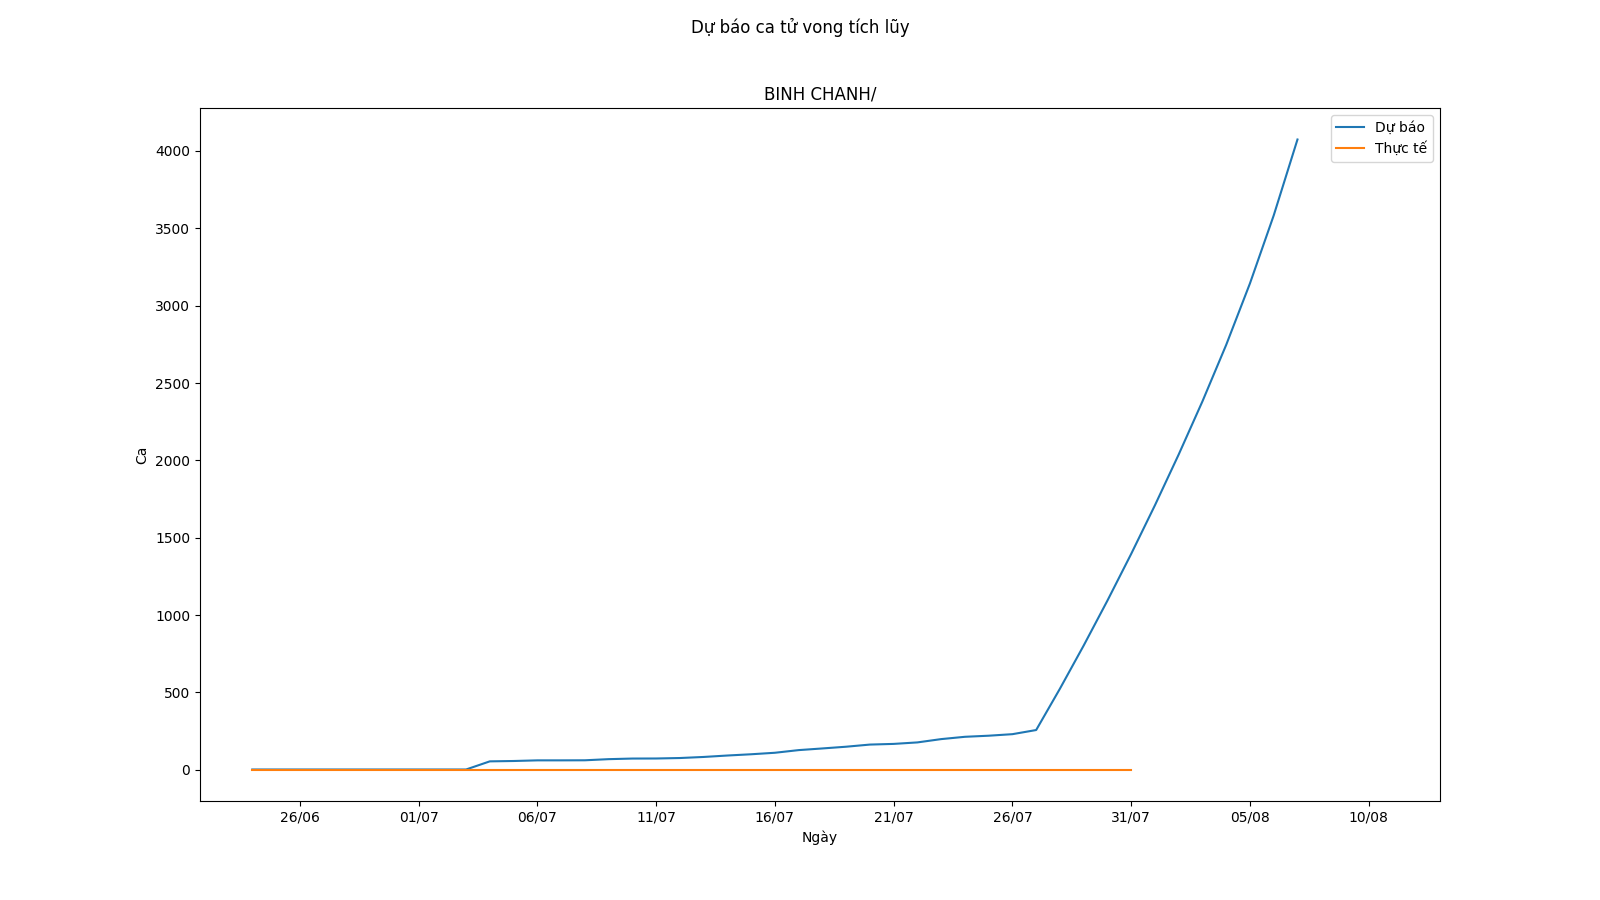 Dự báo ca tử vong tích lũy
BINH CHANH/
Dự báo
Thực tế
4000
3500
3000
2500
2000
1500
1000
500
0
Ca
26/06 01/07 06/07 11/07 16/07 21/07 26/07 31/07 05/08 10/08
Ngày